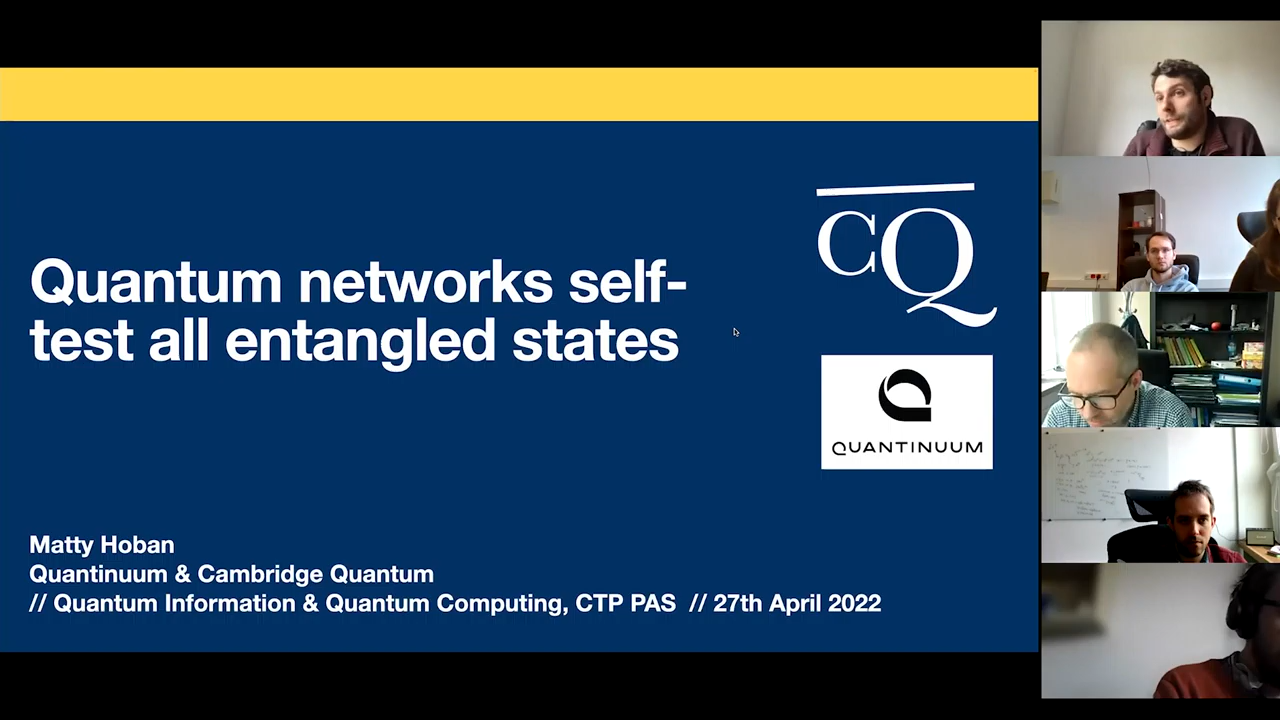 Quantum networks self-
test all entangled states
CQ
QUANTINUUM
Matty Hoban
Quantinuum & Cambridge Quantum
// Quantum Information & Quantum Computing, CTP PAS // 27th April 2022